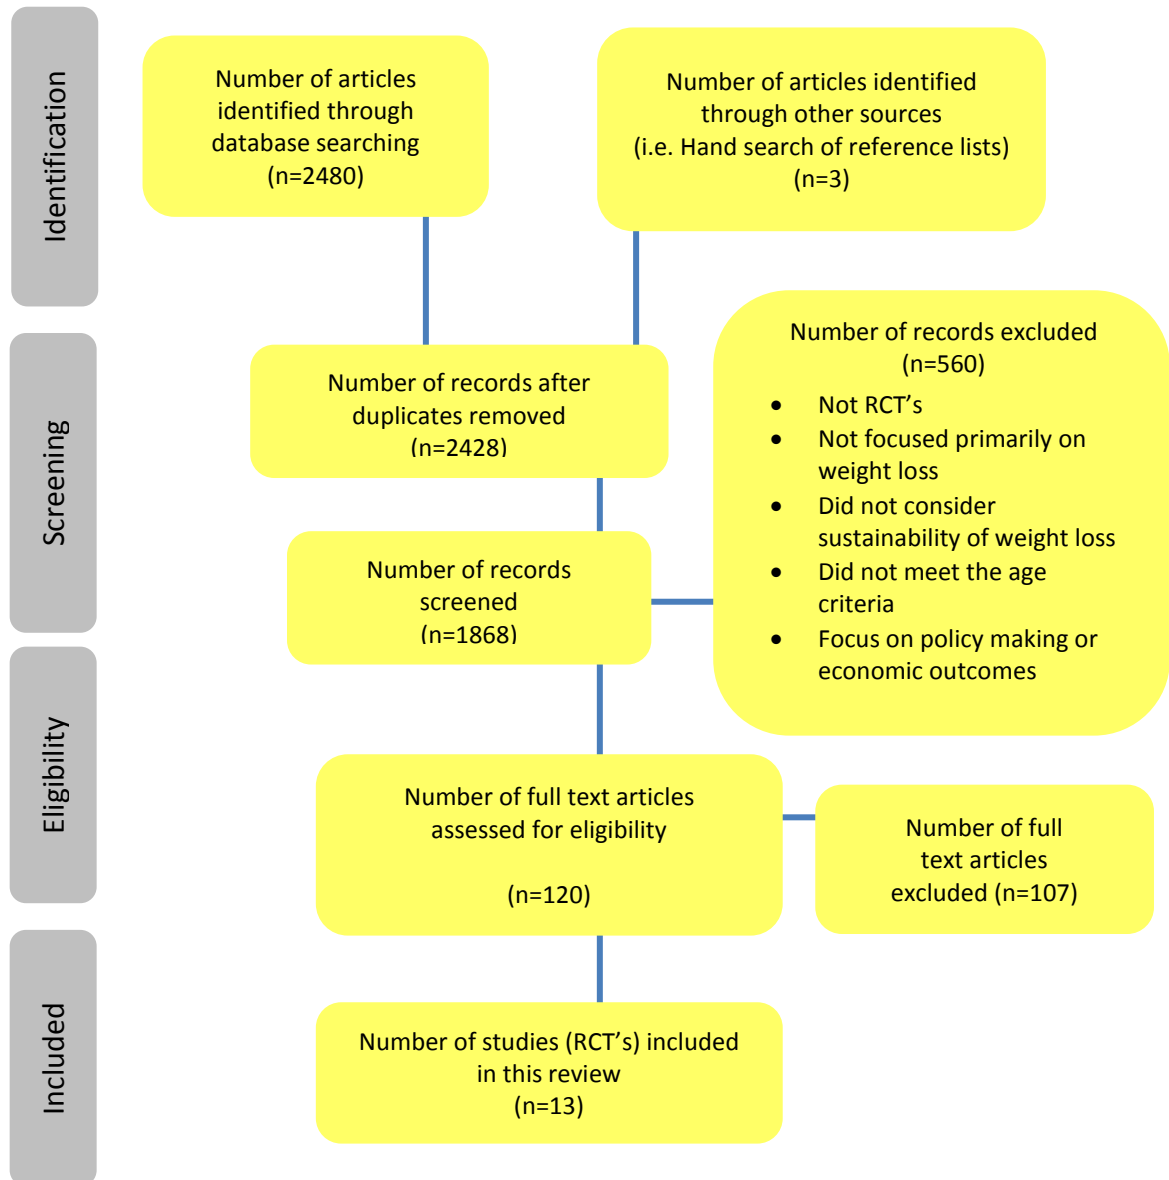 Identification
Number of articles
identified through
database searching
(n=2480)
Number of articles identified
through other sources
(i.e. Hand search of reference lists)
(n=3)
Screening
Number of records after
duplicates removed
(n=2428)
Number of records excluded
(n=560)
• Not RCT’s
• Not focused primarily on
weight loss
• Did not consider
sustainability of weight loss
• Did not meet the age
criteria
• Focus on policy making or
economic outcomes
Number of records
screened
(n=1868)
Eligibility
Number of full text articles
assessed for eligibility
(n=120)
Number of full
text articles
excluded (n=107)
Included
Number of studies (RCT’s) included
in this review
(n=13)